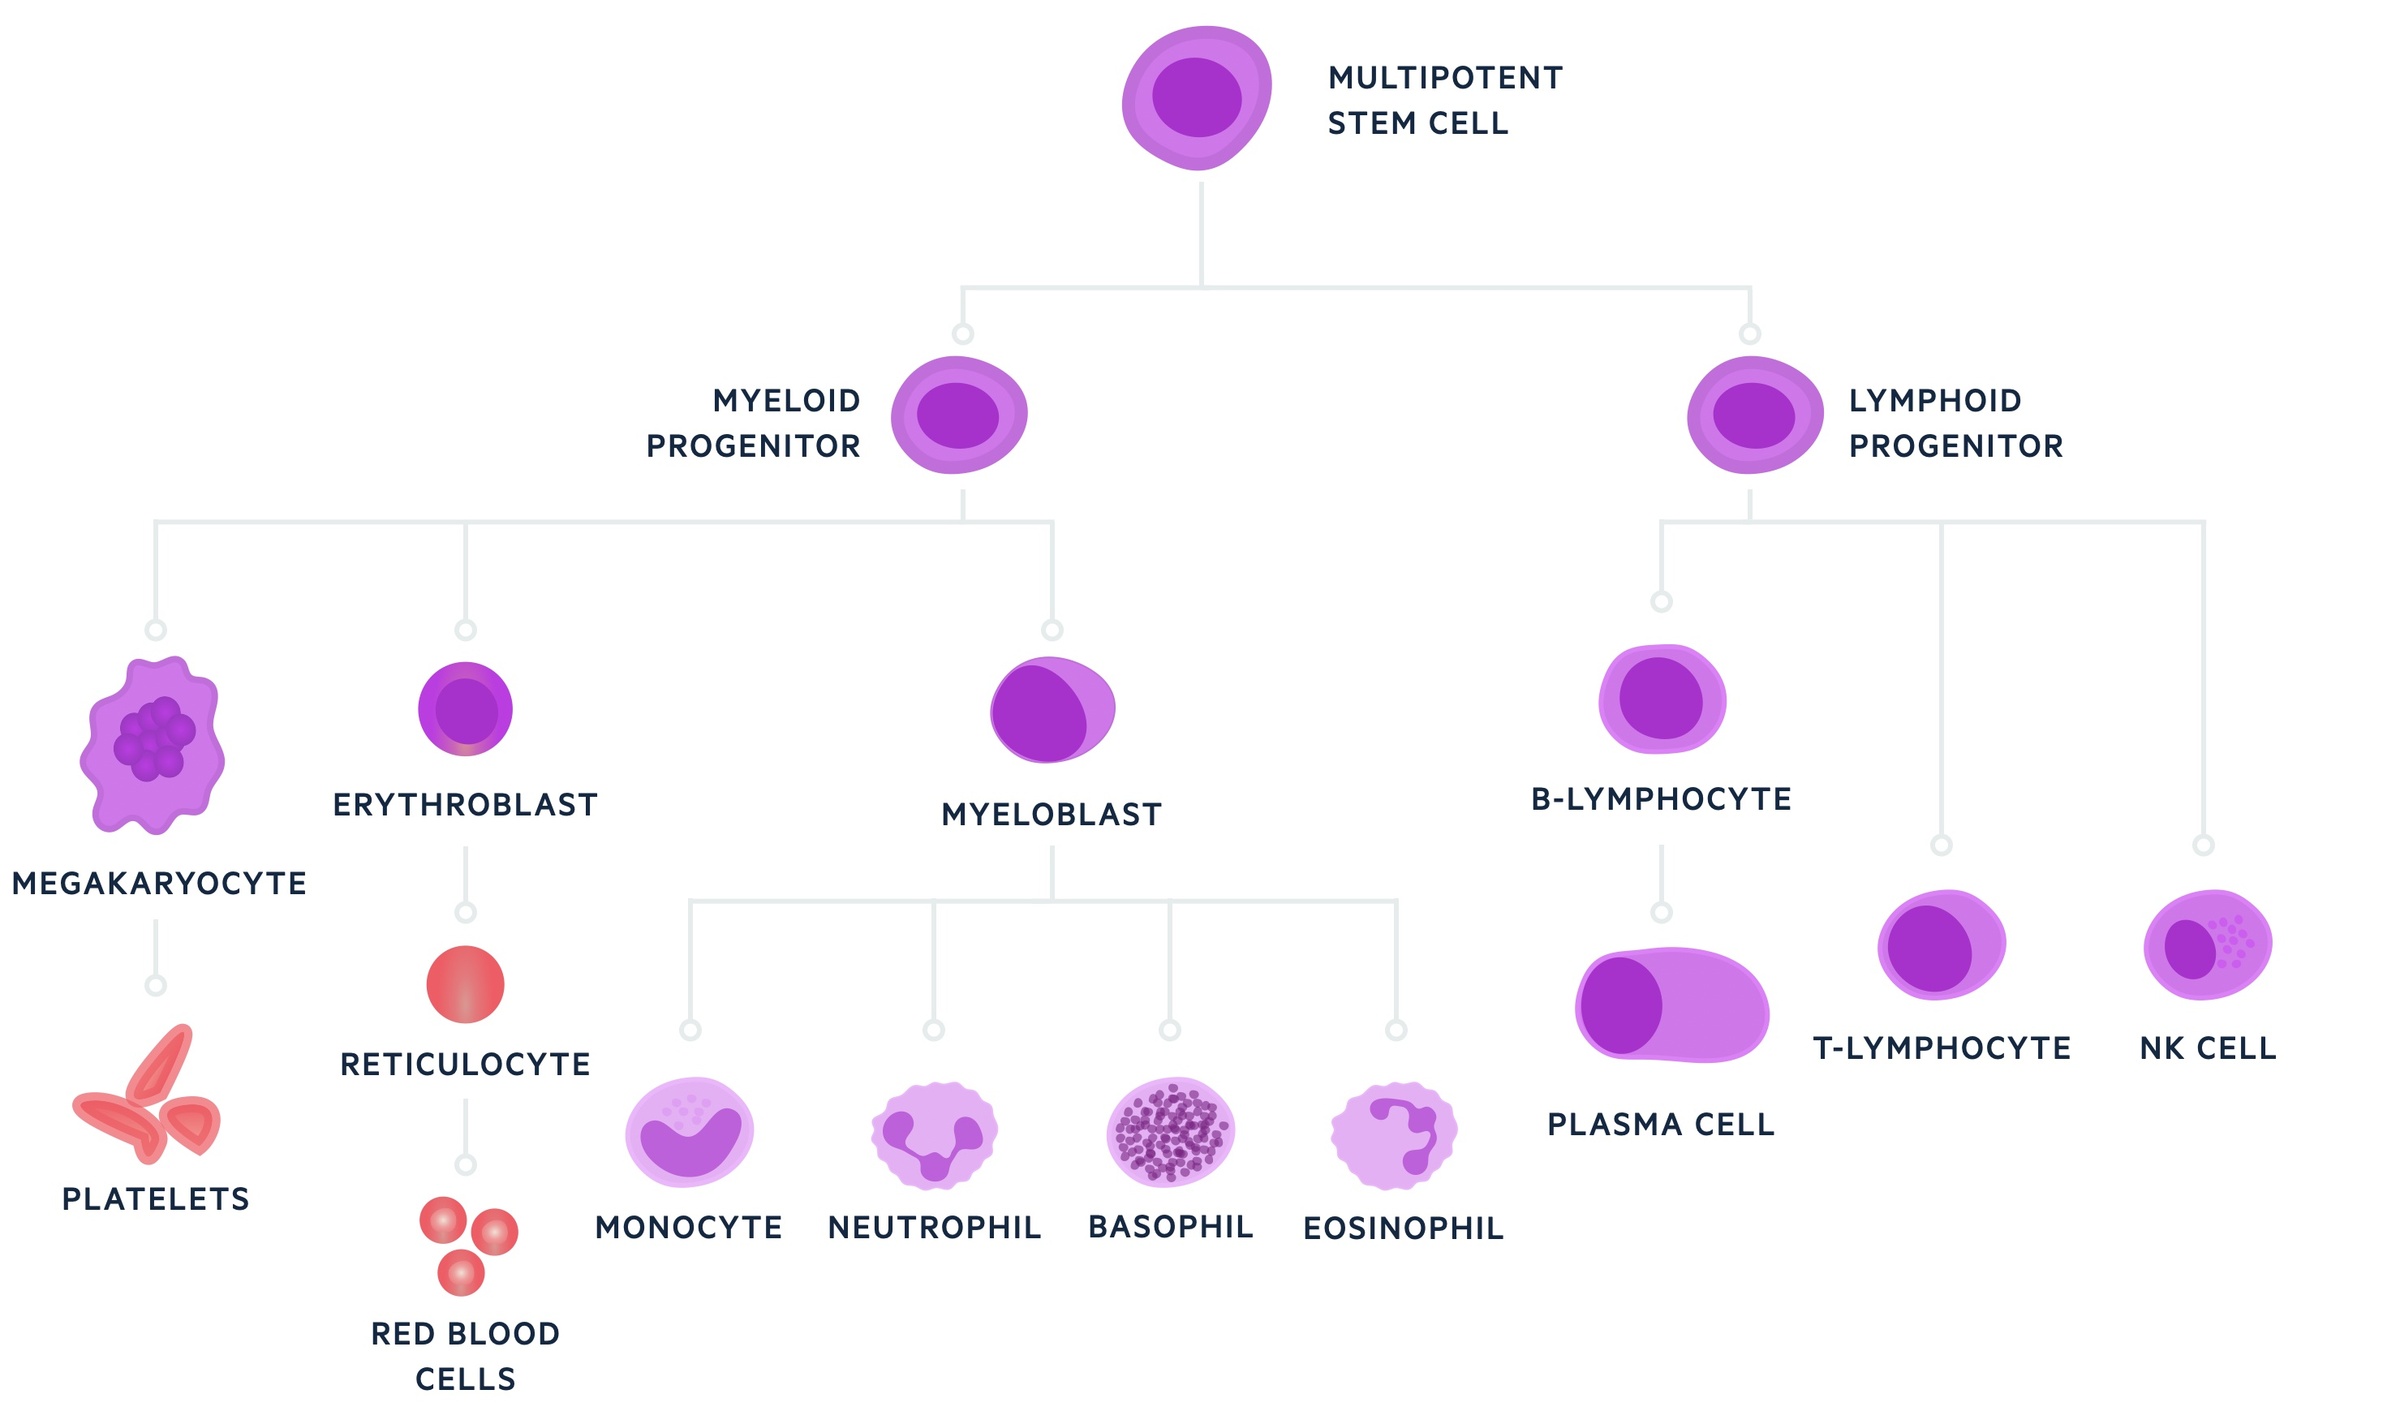 MULTIPOTENT
STEM CELL
MYELOID
PROGENITOR
LYMPHOID
PROGENITOR
MEGAKARYOCYTE
ERYTHROBLAST
MYELOBLAST
B-LYMPHOCYTE
PLATELETS
RETICULOCYTE
RED BLOOD
CELLS
MONOCYTE
NEUTROPHIL
BASOPHIL
EOSINOPHIL
PLASMA CELL
T-LYMPHOCYTE
NK CELL